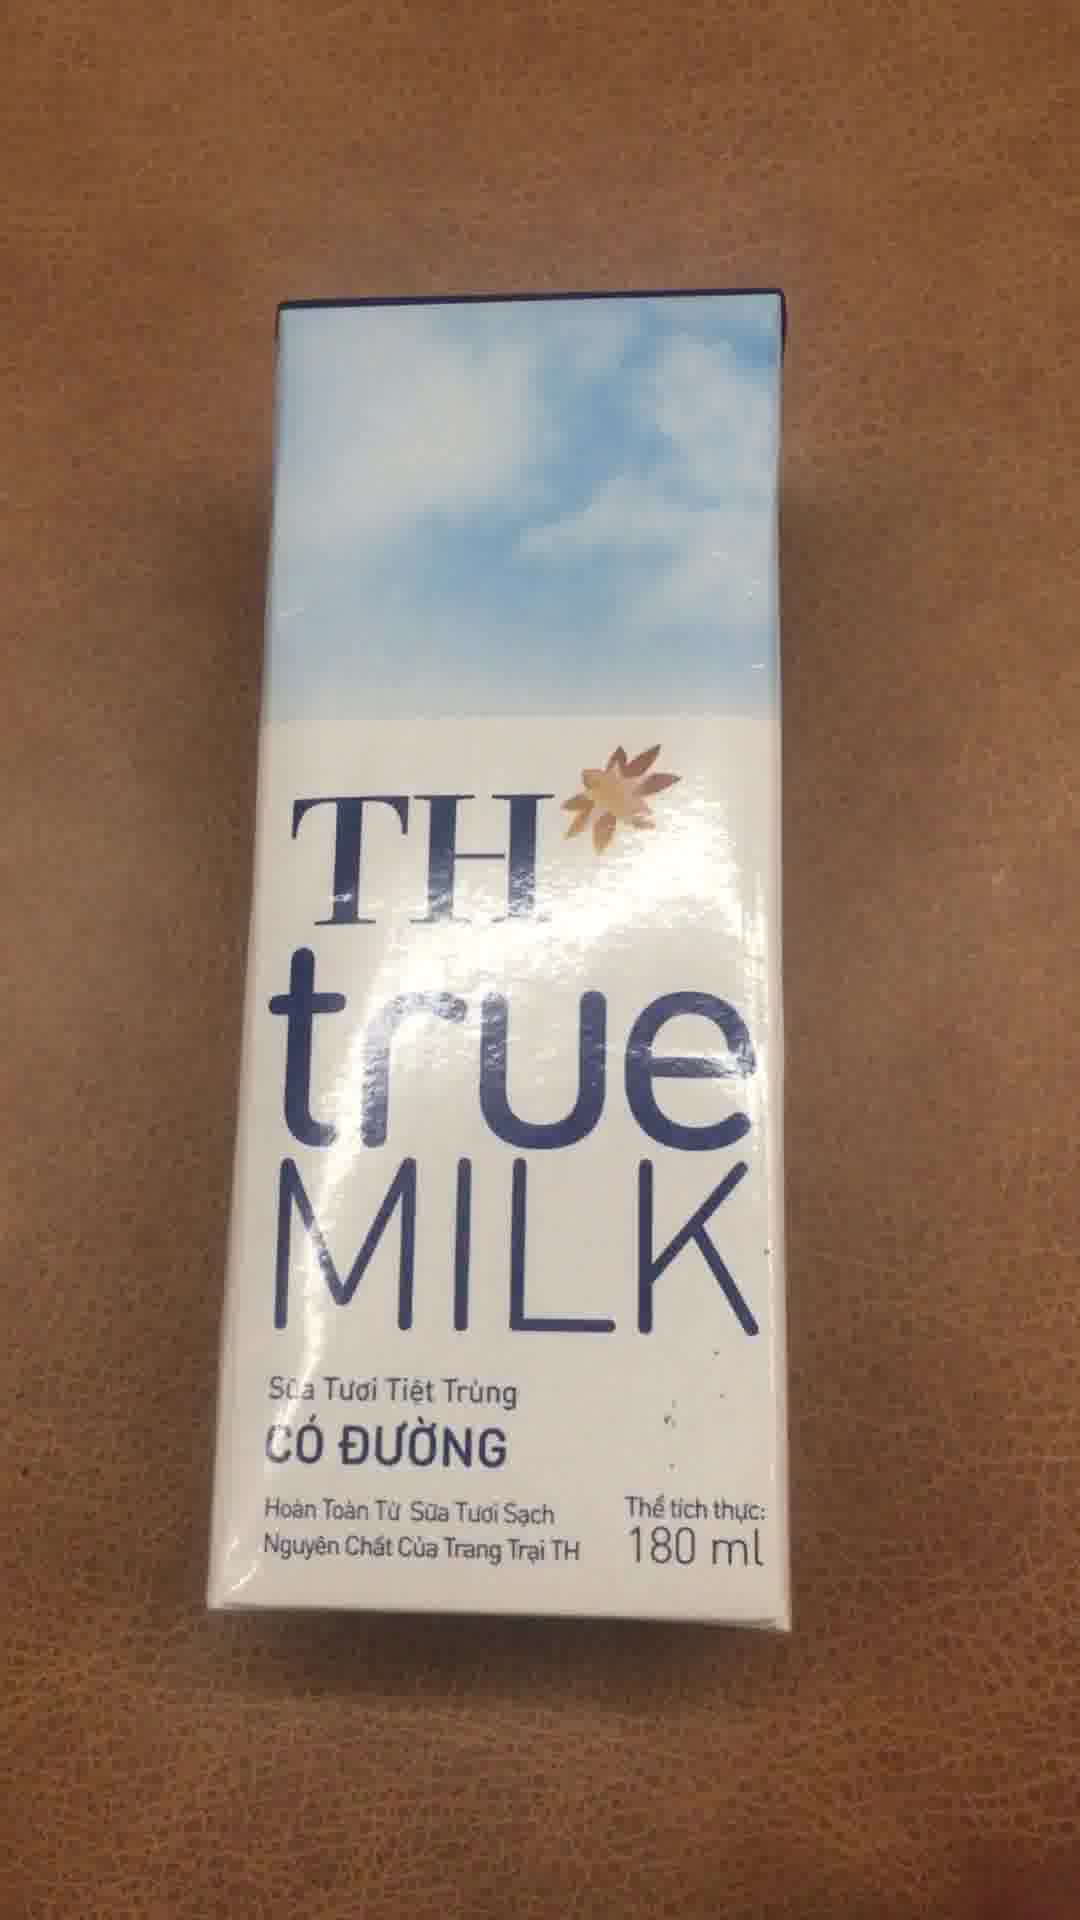 TH
true
MILK
Sữa Tươi Tiệt Trùng
CÓ ĐƯỜNG
Hoàn Toàn Từ Sữa Tươi Sạch
Nguyên Chất Của Trang Trại TH
Thể tích thực:
180 ml